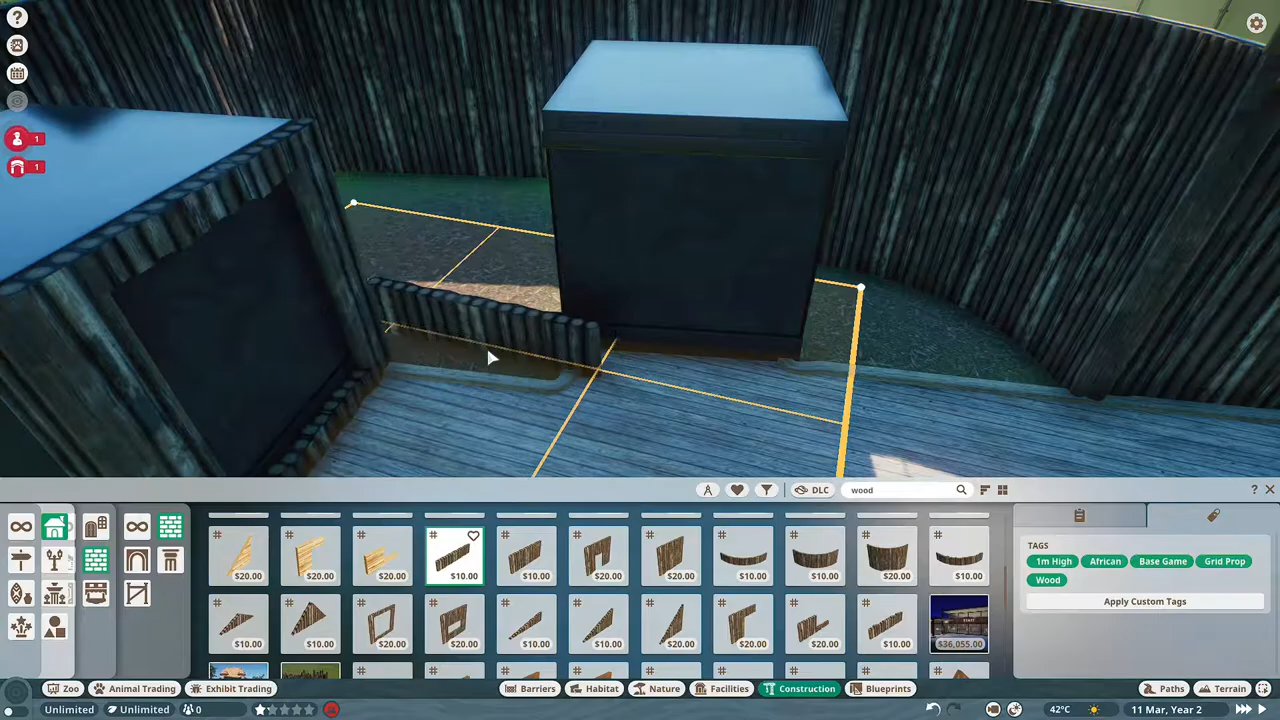 ?
1
1
DLC
wood
? ×
$20.00 $20.00 $20.00 $10.00 $10.00 $20.00 $20.00 $10.00 $10.00 $20.00 $10.00
$10.00 $10.00 $20.00 $20.00 $10.00 $10.00 $20.00 $20.00 $20.00 $10.00 $36,055.00
TAGS
1m High African Base Game Grid Prop
Wood
Apply Custom Tags
Zoo Animal Trading Exhibit Trading Barriers Habitat Nature Facilities Construction Blueprints Paths Terrain
Unlimited Unlimited 0 42°C 11 Mar, Year 2